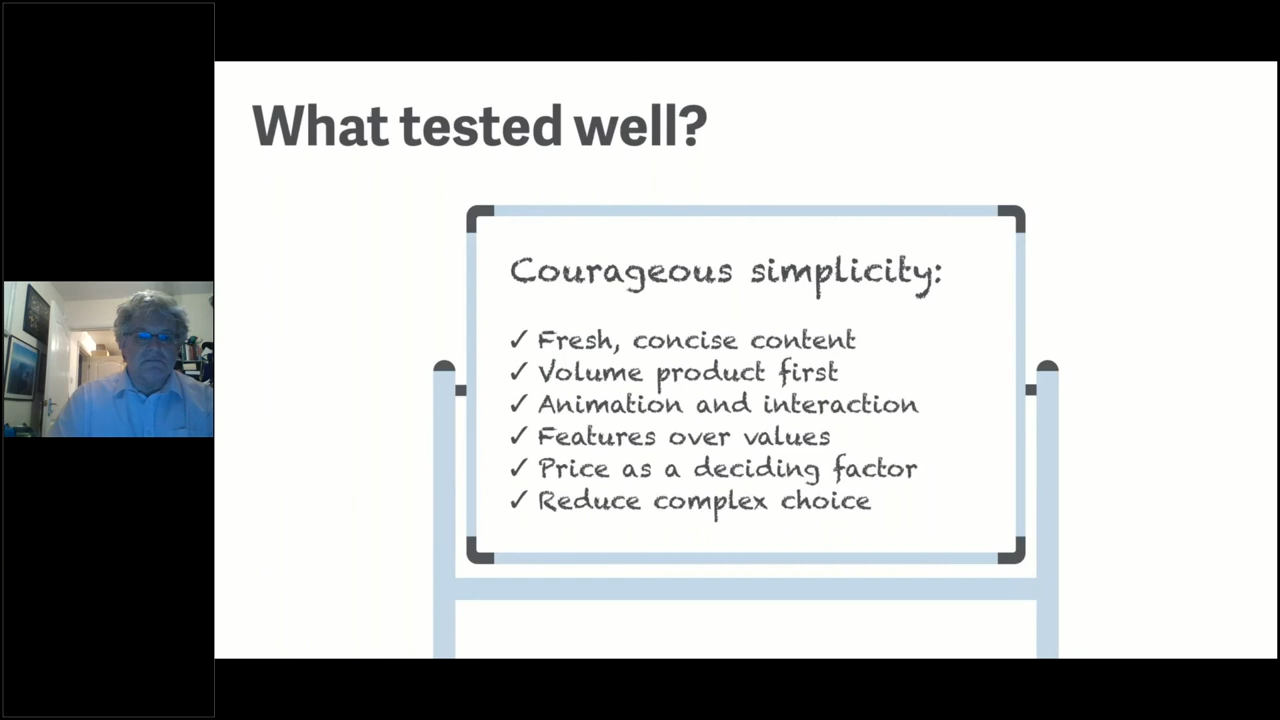 What tested well?
Courageous simplicity:
✓ Fresh, concise content
✓ Volume product first
✓ Animation and interaction
✓ Features over values
✓ Price as a deciding factor
✓ Reduce complex choice